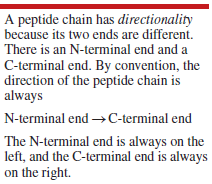 A peptide chain has directionality
because its two ends are different.
There is an N-terminal end and a
C-terminal end. By convention, the
direction of the peptide chain is
always
N-terminal end → C-terminal end
The N-terminal end is always on the
left, and the C-terminal end is always
on the right.